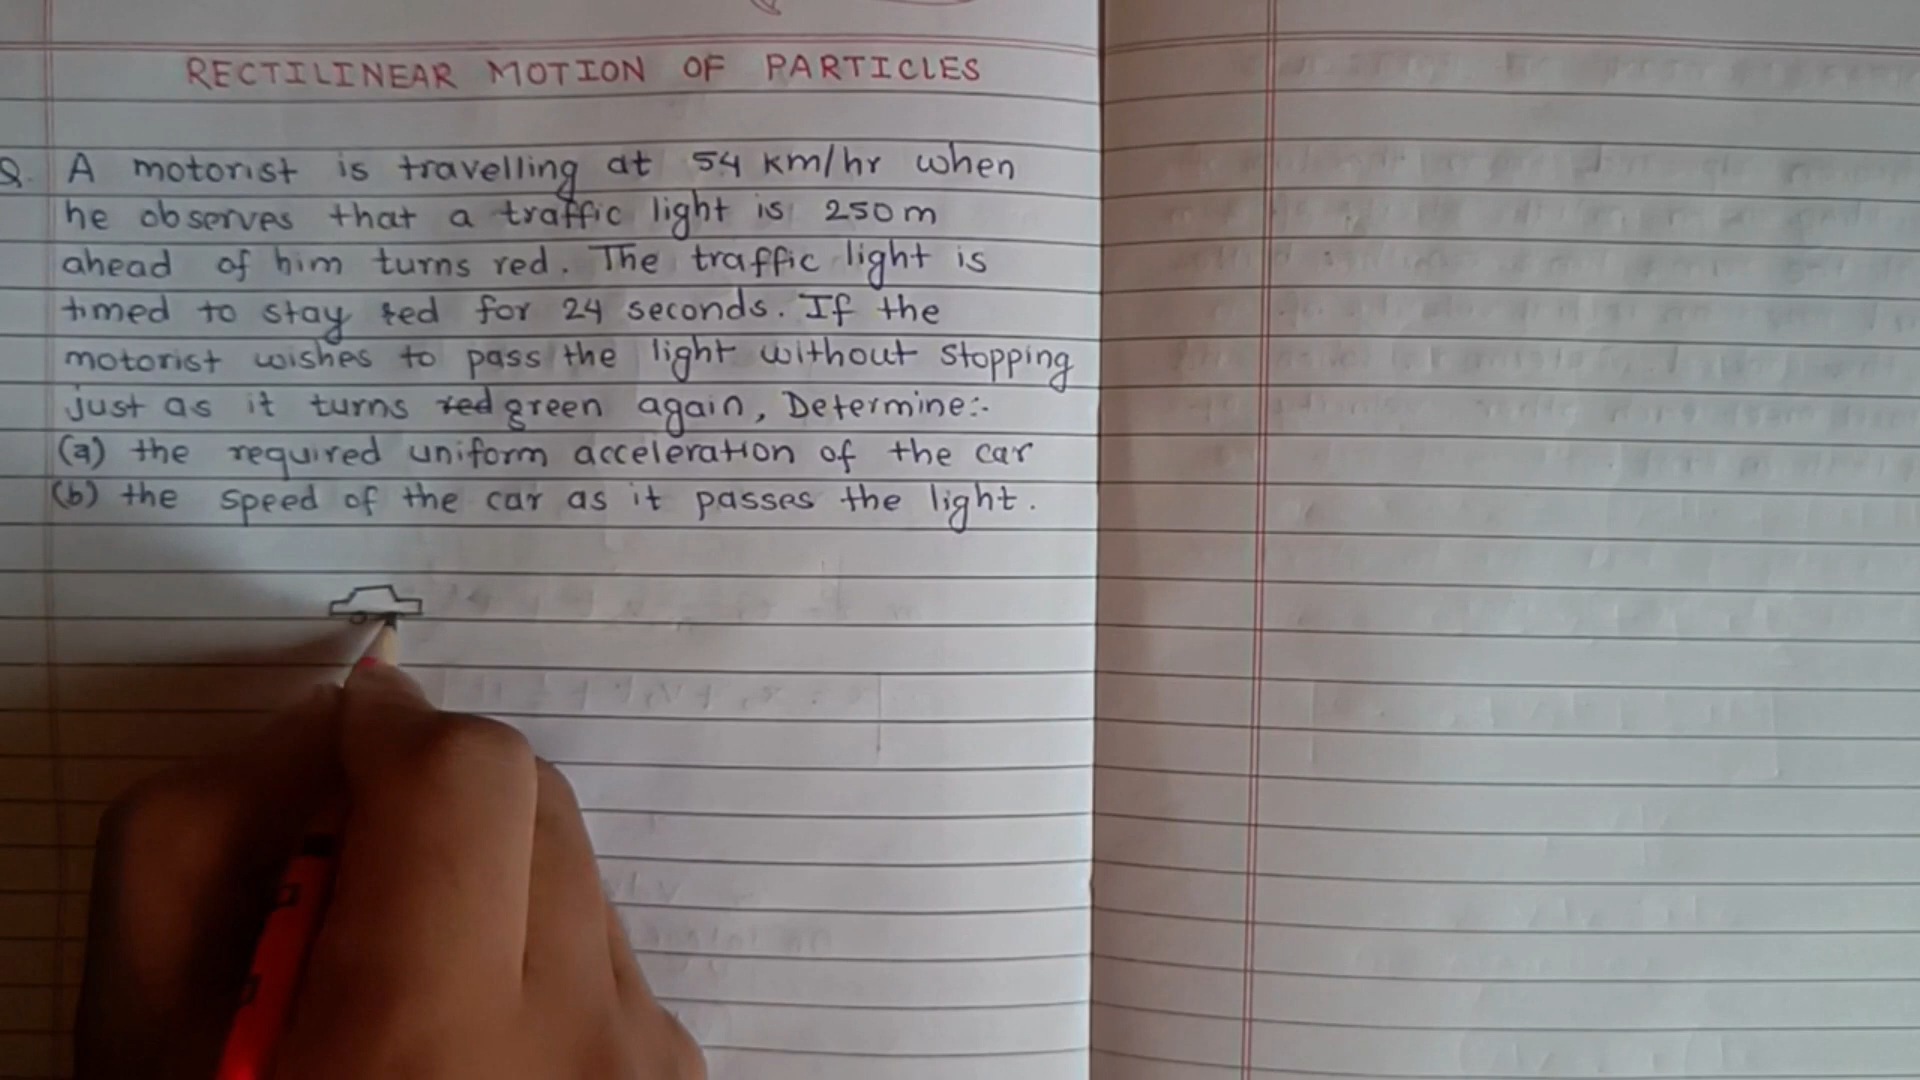 RECTILINEAR MOTION OF PARTICLES
Q. A motorist is travelling at 54 km/hr when
he observes that a traffic light is 250m
ahead of him turns red. The traffic light is
timed to stay red for 24 seconds. If the
motorist wishes to pass the light without stopping
just as it turns red green again, Determine:-
(a) the required uniform acceleration of the car
(b) the speed of the car as it passes the light.